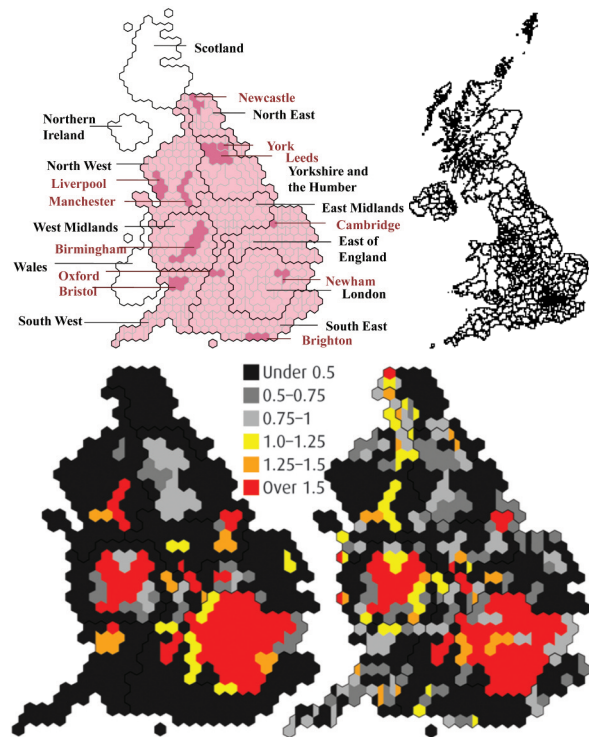 Scotland
Newcastle
North East
Northern
Ireland
York
Leeds
North West
Yorkshire and
the Humber
Liverpool
Manchester
East Midlands
West Midlands
Cambridge
Birmingham
East of
England
Wales
Oxford
Newham
Bristol
London
South West
South East
Brighton
Under 0.5
0.5–0.75
0.75–1
1.0–1.25
1.25–1.5
Over 1.5